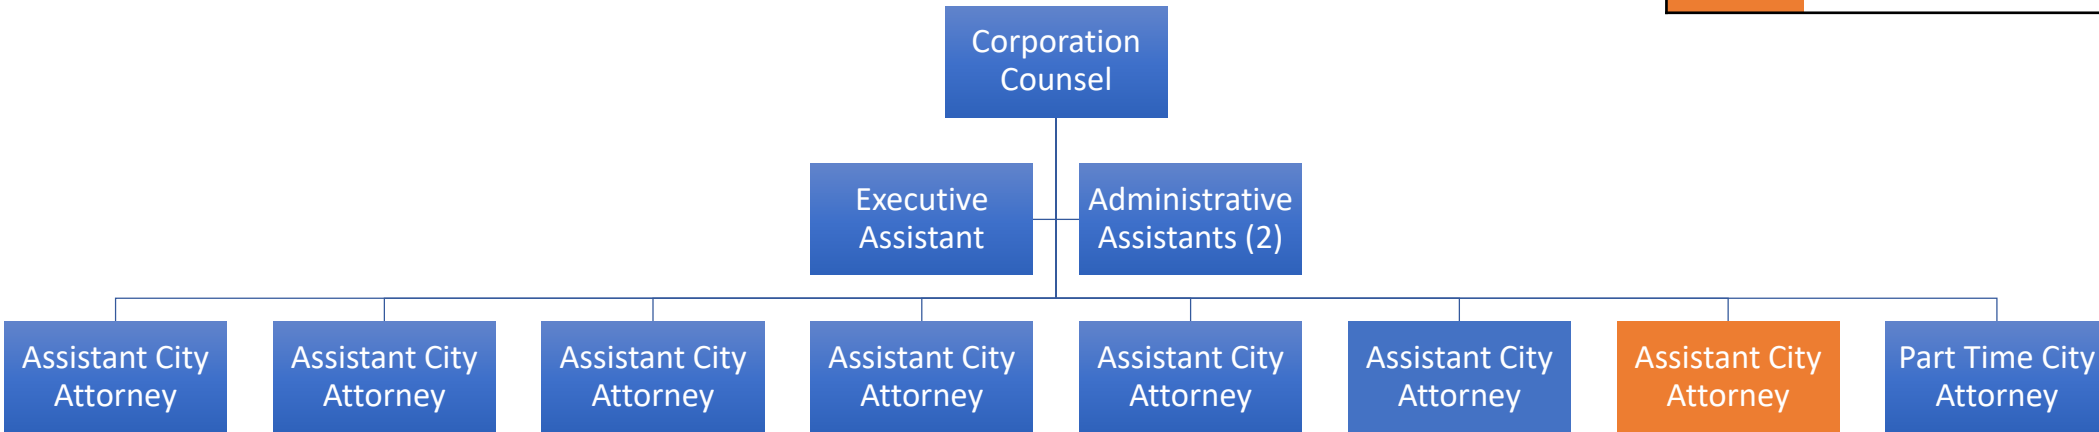 Corporation
Counsel
Executive
Assistant
Administrative
Assistants (2)
Assistant City
Attorney
Assistant City
Attorney
Assistant City
Attorney
Assistant City
Attorney
Assistant City
Attorney
Assistant City
Attorney
Assistant City
Attorney
Part Time City
Attorney